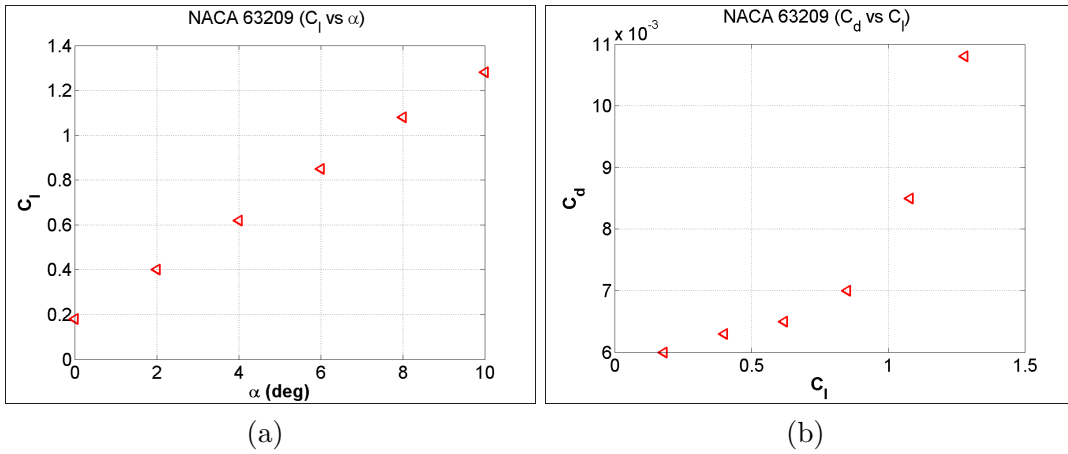 NACA 63209 (C_l vs α)
1.4
1.2
1
0.8
0.6
0.4
0.2
0
C_l
0 2 4 6 8 10
α (deg)
(a)
NACA 63209 (C_d vs C_l)
11 x 10^-3
10
9
8
7
6
C_d
0 0.5 1 1.5
C_l
(b)